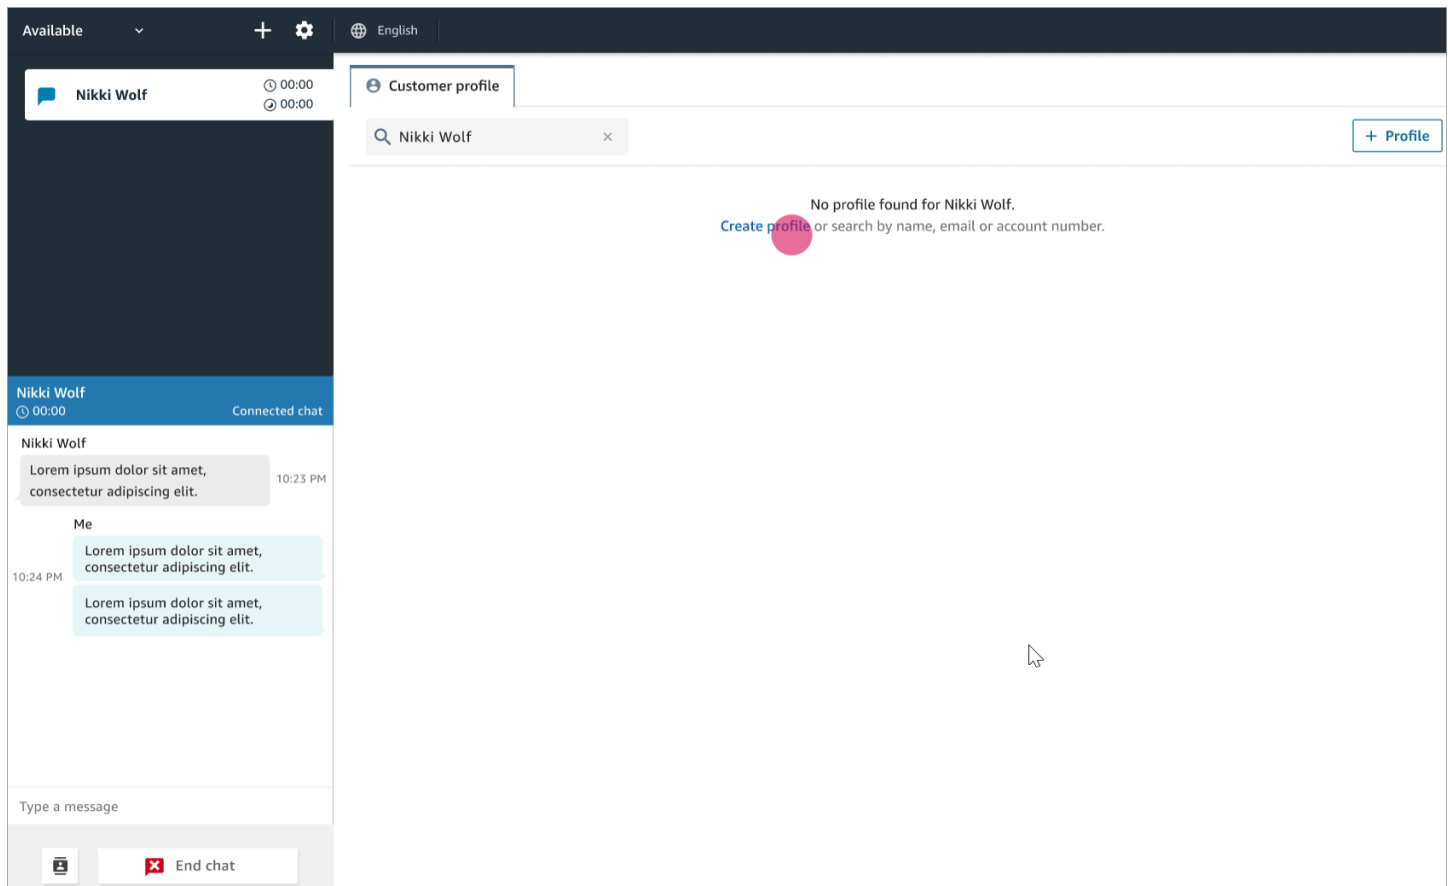 Available
English
Nikki Wolf
00:00
00:00
Customer profile
Nikki Wolf
+ Profile
No profile found for Nikki Wolf.
Create profile or search by name, email or account number.
Nikki Wolf
00:00
Connected chat
Nikki Wolf
Lorem ipsum dolor sit amet,
consectetur adipiscing elit.
10:23 PM
Me
Lorem ipsum dolor sit amet,
consectetur adipiscing elit.
10:24 PM
Lorem ipsum dolor sit amet,
consectetur adipiscing elit.
Type a message
End chat